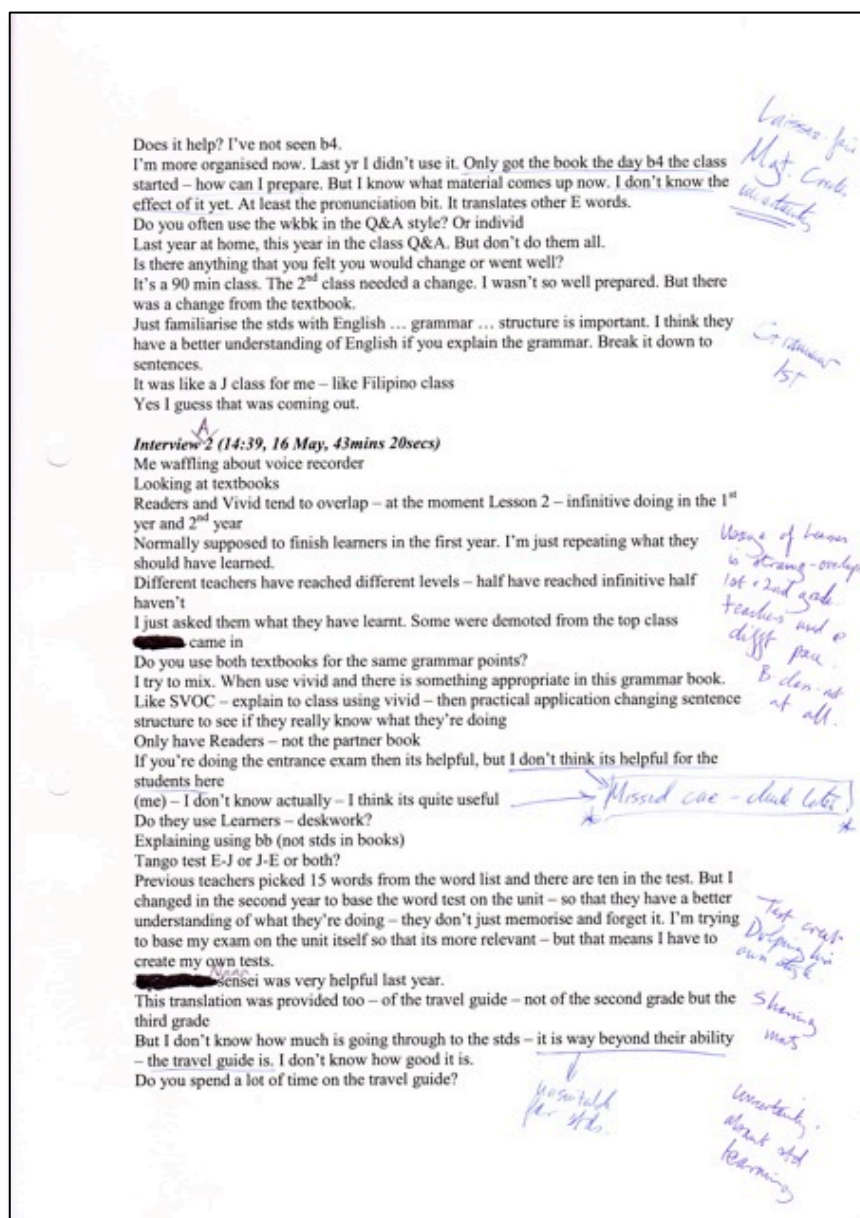 Does it help? I've not seen b4.
I'm more organised now. Last yr I didn't use it. Only got the book the day b4 the class
started – how can I prepare. But I know what material comes up now. I don't know the
effect of it yet. At least the pronunciation bit. It translates other E words.
Do you often use the wkbk in the Q&A style? Or individ
Last year at home, this year in the class Q&A. But don't do them all.
Is there anything that you felt you would change or went well?
It's a 90 min class. The 2nd class needed a change. I wasn't so well prepared. But there
was a change from the textbook.
Just familiarise the stds with English … grammar … structure is important. I think they
have a better understanding of English if you explain the grammar. Break it down to
sentences.
It was like a J class for me – like Filipino class
Yes I guess that was coming out.
Laissez-faire
Mat.
uncertainty
Grammar
1st
A
Interview 2 (14:39, 16 May, 43mins 20secs)
Me waffling about voice recorder
Looking at textbooks
Readers and Vivid tend to overlap – at the moment Lesson 2 – infinitive doing in the 1st
yer and 2nd year
Normally supposed to finish learners in the first year. I'm just repeating what they
should have learned.
Different teachers have reached different levels – half have reached infinitive half
haven't
I just asked them what they have learnt. Some were demoted from the top class
came in
Do you use both textbooks for the same grammar points?
I try to mix. When use vivid and there is something appropriate in this grammar book.
Like SVOC – explain to class using vivid – then practical application changing sentence
structure to see if they really know what they're doing
Only have Readers – not the partner book
If you're doing the entrance exam then its helpful, but I don't think its helpful for the
students here
(me) – I don't know actually – I think its quite useful
Do they use Learners – deskwork?
Explaining using bb (not stds in books)
Tango test E-J or J-E or both?
Previous teachers picked 15 words from the word list and there are ten in the test. But I
changed in the second year to base the word test on the unit – so that they have a better
understanding of what they're doing – they don't just memorise and forget it. I'm trying
to base my exam on the unit itself so that its more relevant – but that means I have to
create my own tests.
sensei was very helpful last year.
This translation was provided too – of the travel guide – not of the second grade but the
third grade
But I don't know how much is going through to the stds – it is way beyond their ability
– the travel guide is. I don't know how good it is.
Do you spend a lot of time on the travel guide?
Usage of Learners
is strange - overlap
1st + 2nd grade.
teachers and
difft pace.
at all.
Missed cue - check later!
Test creat
own style.
Sharing
mats
for stds.
uncertainty
about std
learning